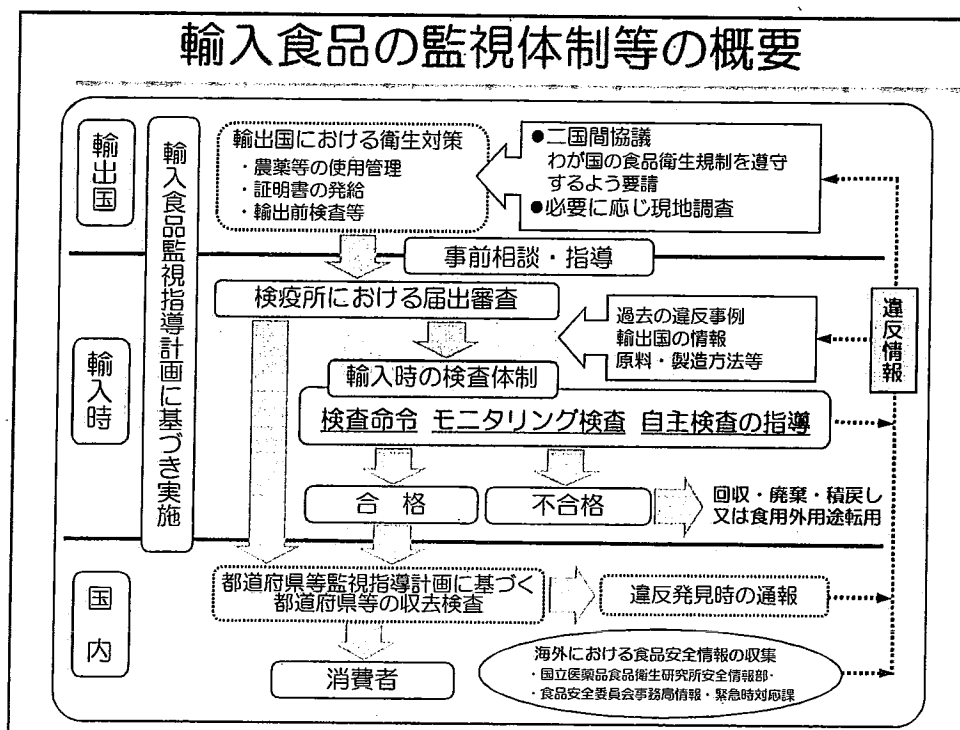 輸入食品の監視体制等の概要
輸出国
輸入食品監視指導計画に基づき実施
輸出国における衛生対策
・農薬等の使用管理
・証明書の発給
・輸出前検査等
●二国間協議
わが国の食品衛生規制を遵守
するよう要請
●必要に応じ現地調査
事前相談・指導
輸入時
検疫所における届出審査
過去の違反事例
輸出国の情報
原料・製造方法等
違反情報
輸入時の検査体制
検査命令 モニタリング検査 自主検査の指導
合 格
不合格
回収・廃棄・積戻し
又は食用外用途転用
国内
都道府県等監視指導計画に基づく
都道府県等の収去検査
違反発見時の通報
消費者
海外における食品安全情報の収集
・国立医薬品食品衛生研究所安全情報部・
・食品安全委員会事務局情報・緊急時対応課